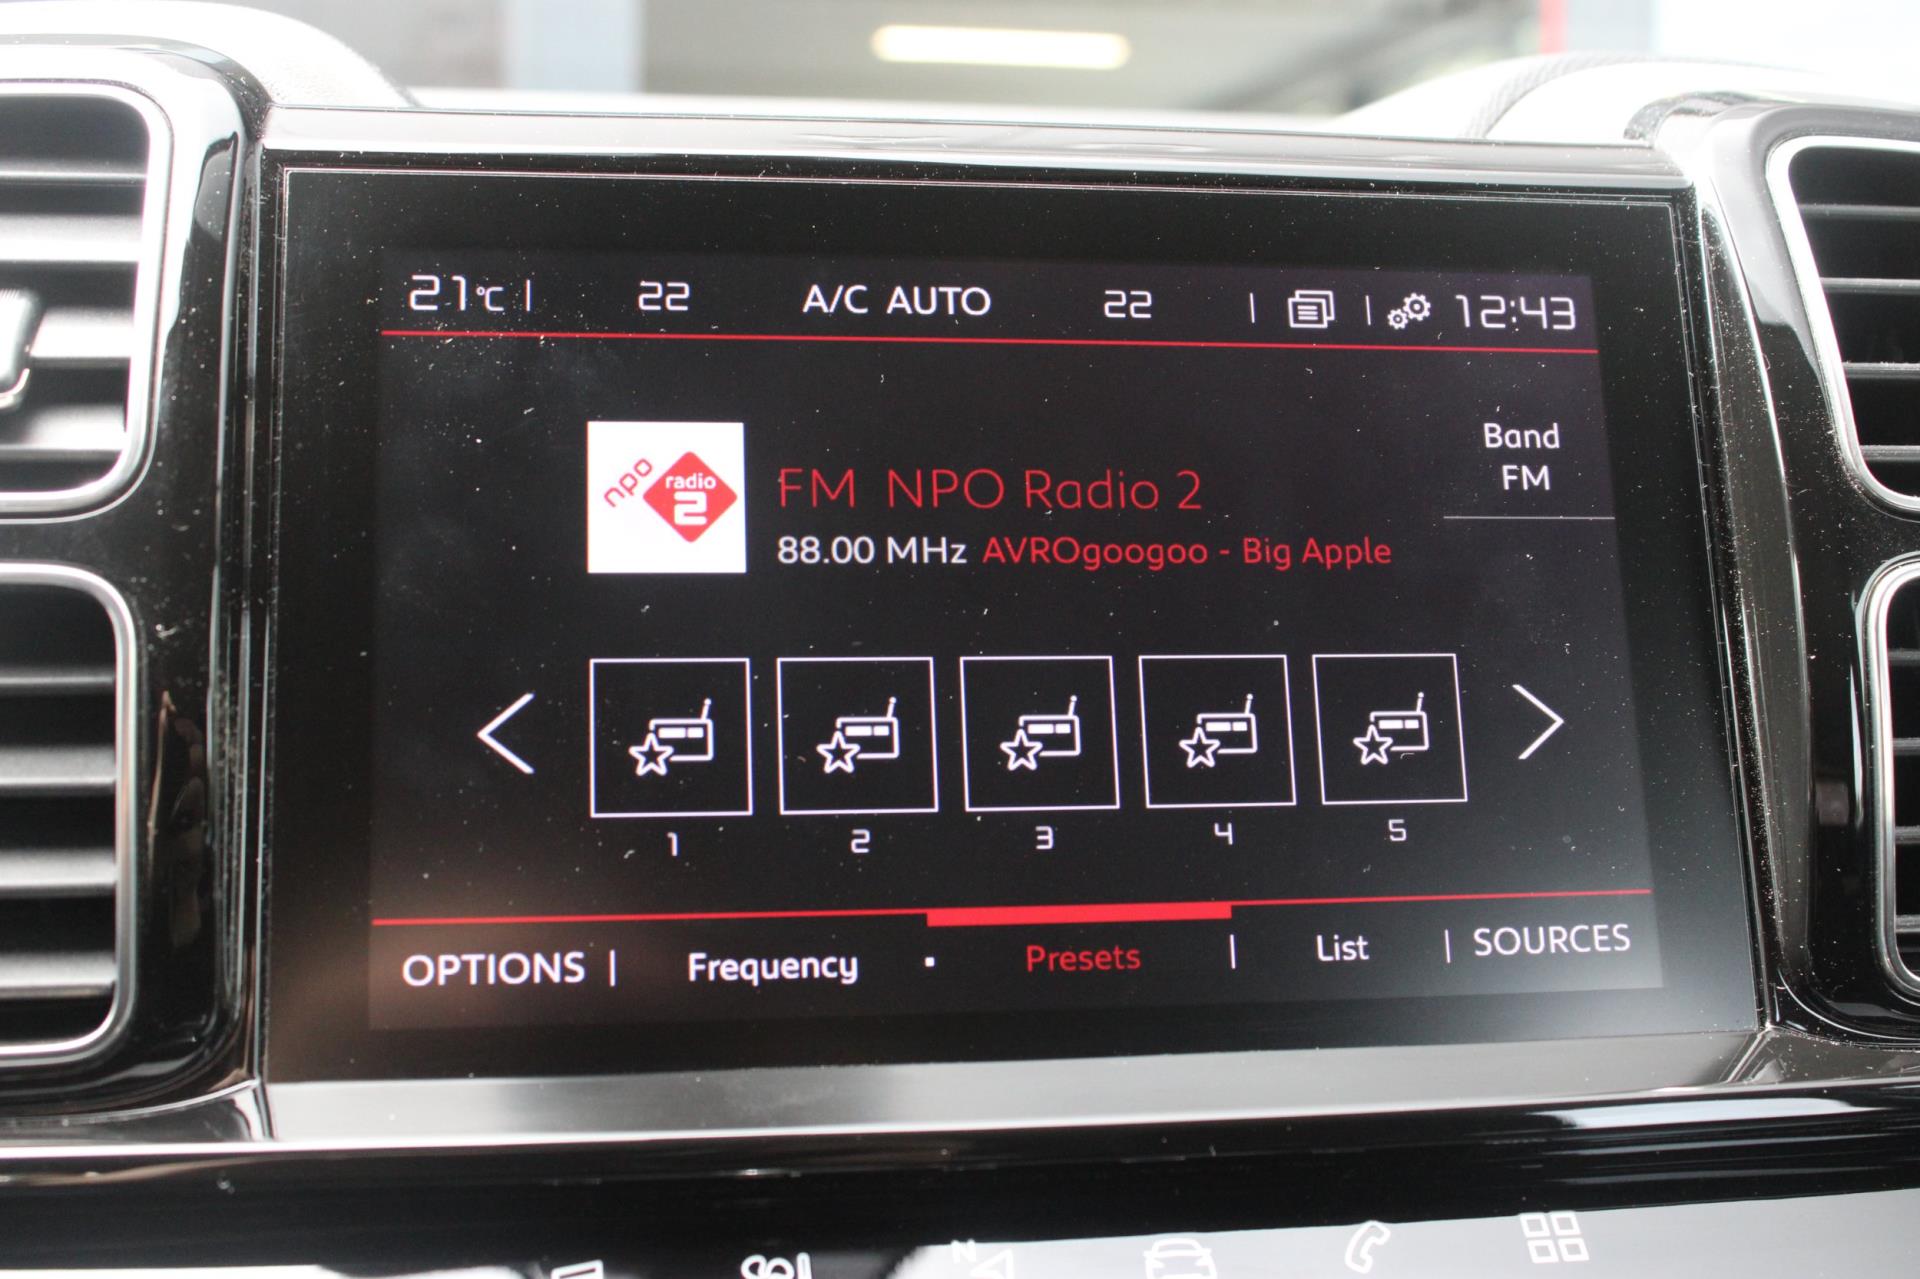 21°C | 22 A/C AUTO 22 | | 12:43
Band
FM
npo radio 2
FM NPO Radio 2
88.00 MHz AVROgoogoo - Big Apple
1 2 3 4 5
OPTIONS | Frequency · Presets | List | SOURCES
N